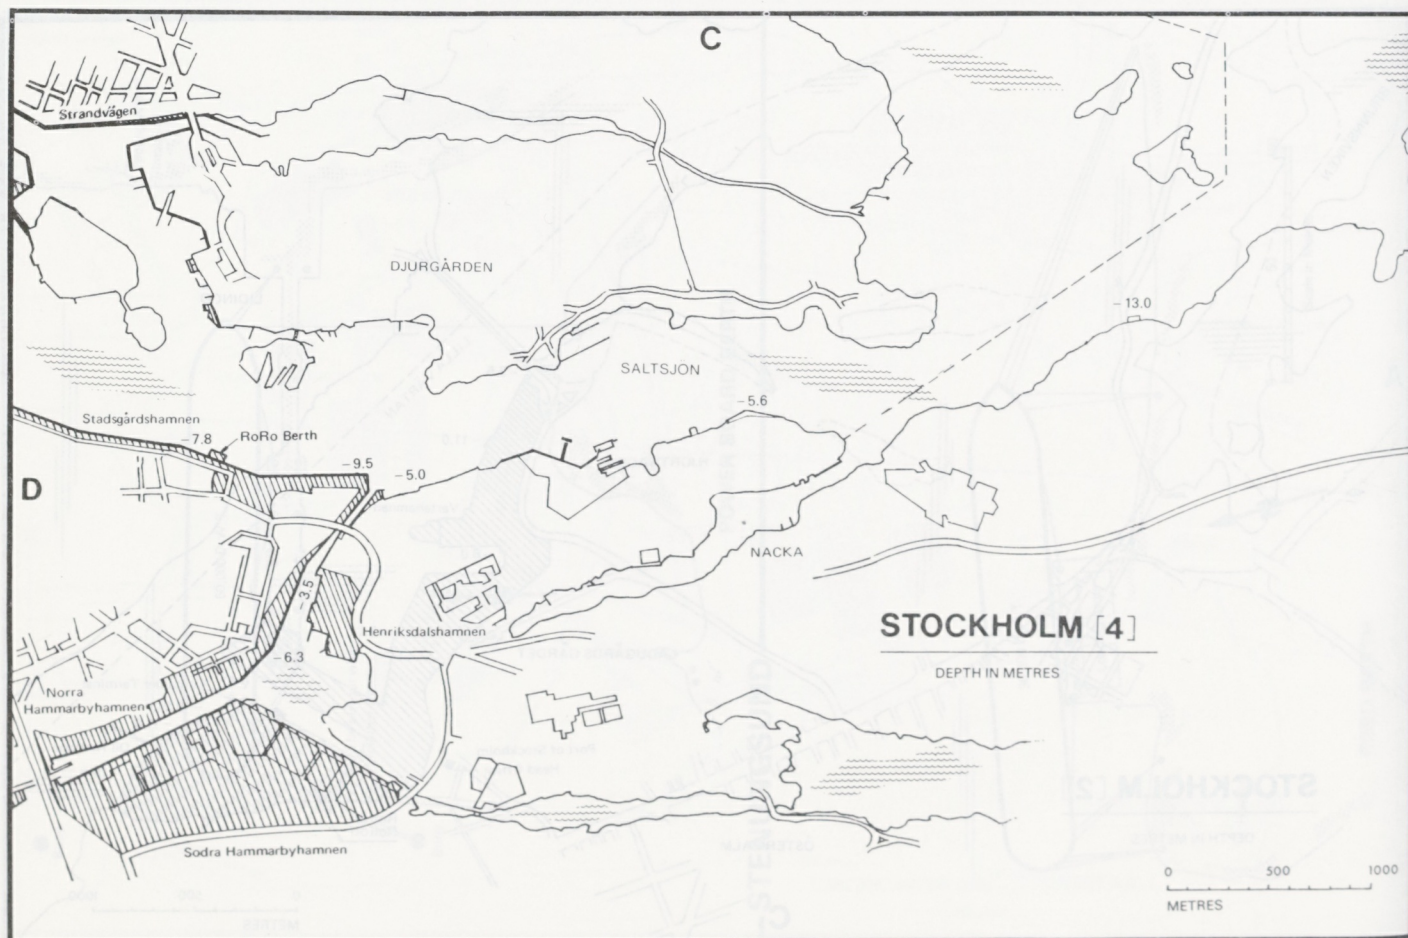 C
Strandvägen
DJURGÅRDEN
-13.0
SALTSJÖN
-5.6
Stadsgårdshamnen
-7.8
RoRo Berth
-9.5
-5.0
D
NACKA
-3.5
Henriksdalshamnen
-6.3
STOCKHOLM [4]
DEPTH IN METRES
Norra
Hammarbyhamnen
Sodra Hammarbyhamnen
0 500 1000
METRES